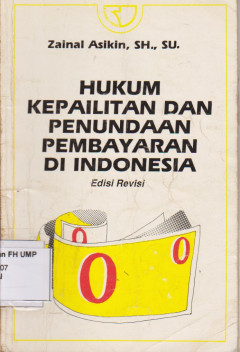 Zainal Asikin, SH., SU.
HUKUM
KEPAILITAN DAN
PENUNDAAN
PEMBAYARAN
DI INDONESIA
Edisi Revisi
FH UMP
07
0
0